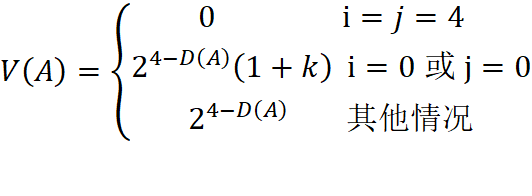 0 i = j = 4
V(A) = { 2^{4−D(A)}(1 + k) i = 0 或 j = 0
2^{4−D(A)} 其他情况